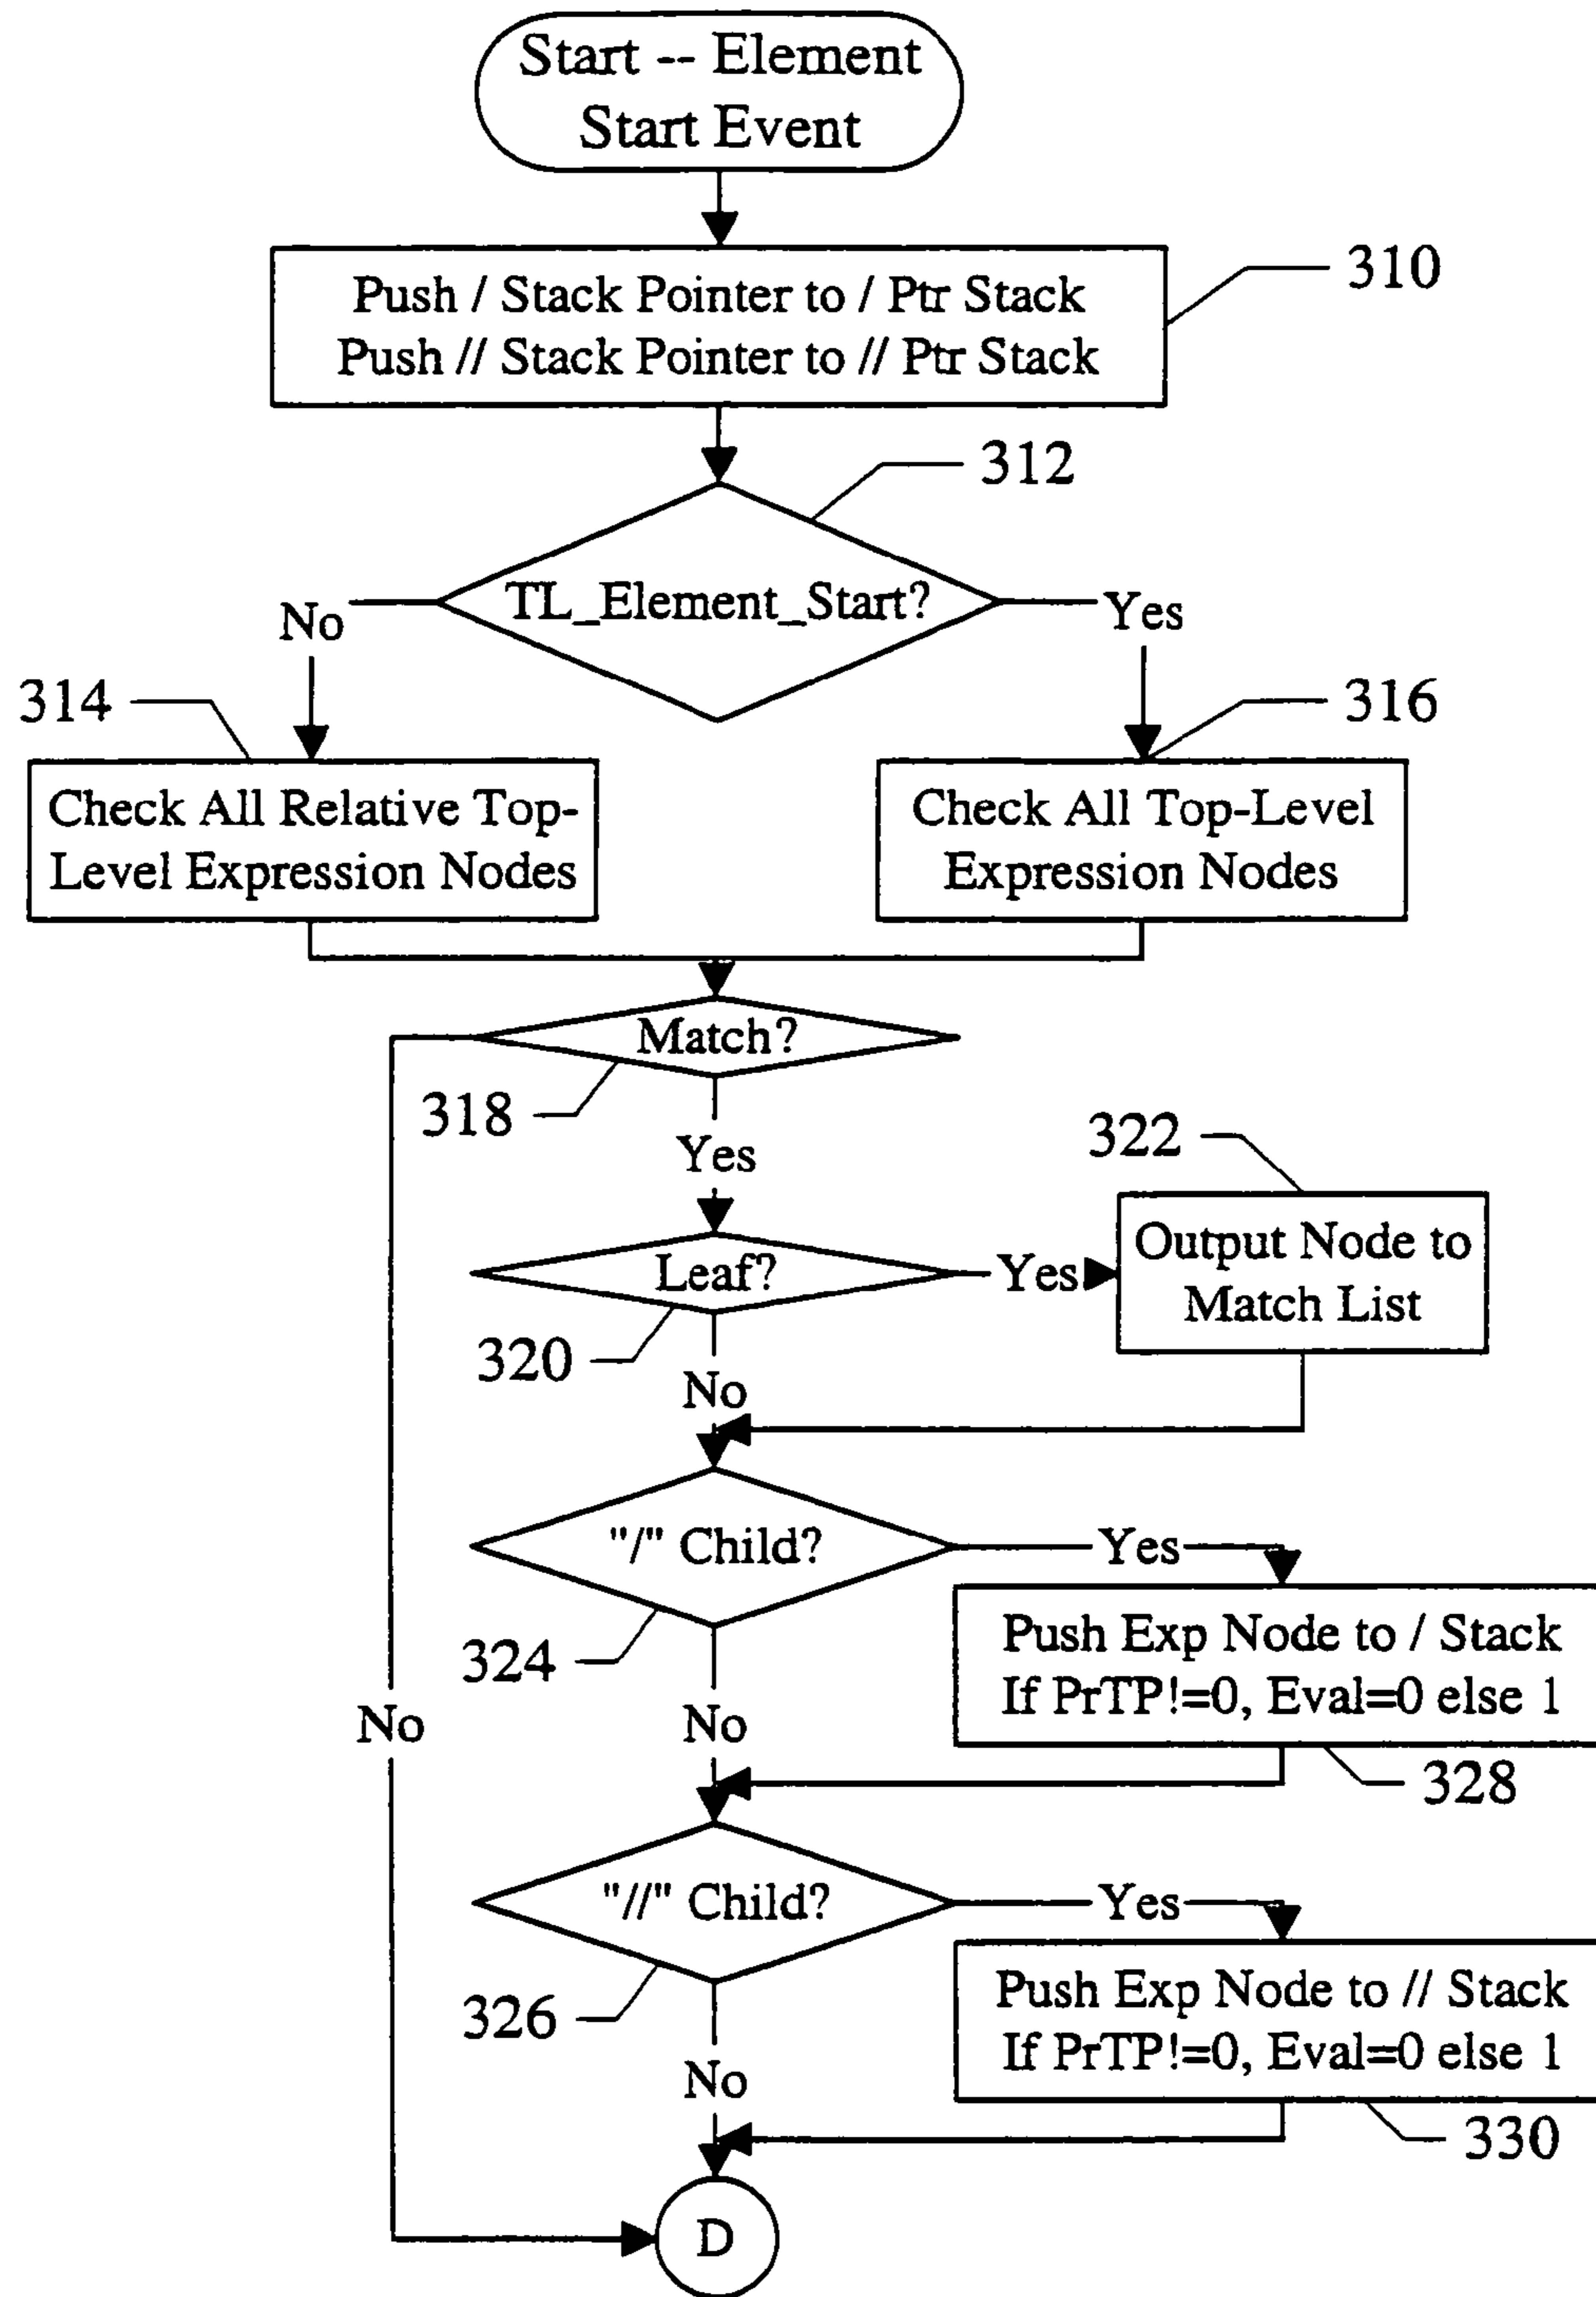 Start -- Element
Start Event
Push / Stack Pointer to / Ptr Stack
Push // Stack Pointer to // Ptr Stack
310
312
TL_Element_Start?
No
Yes
314
316
Check All Relative Top-
Level Expression Nodes
Check All Top-Level
Expression Nodes
Match?
318
Yes
322
Leaf?
Yes
Output Node to
Match List
320
No
"/" Child?
Yes
324
Push Exp Node to / Stack
If PrTP!=0, Eval=0 else 1
No
No
328
"//" Child?
Yes
326
Push Exp Node to // Stack
If PrTP!=0, Eval=0 else 1
No
330
D